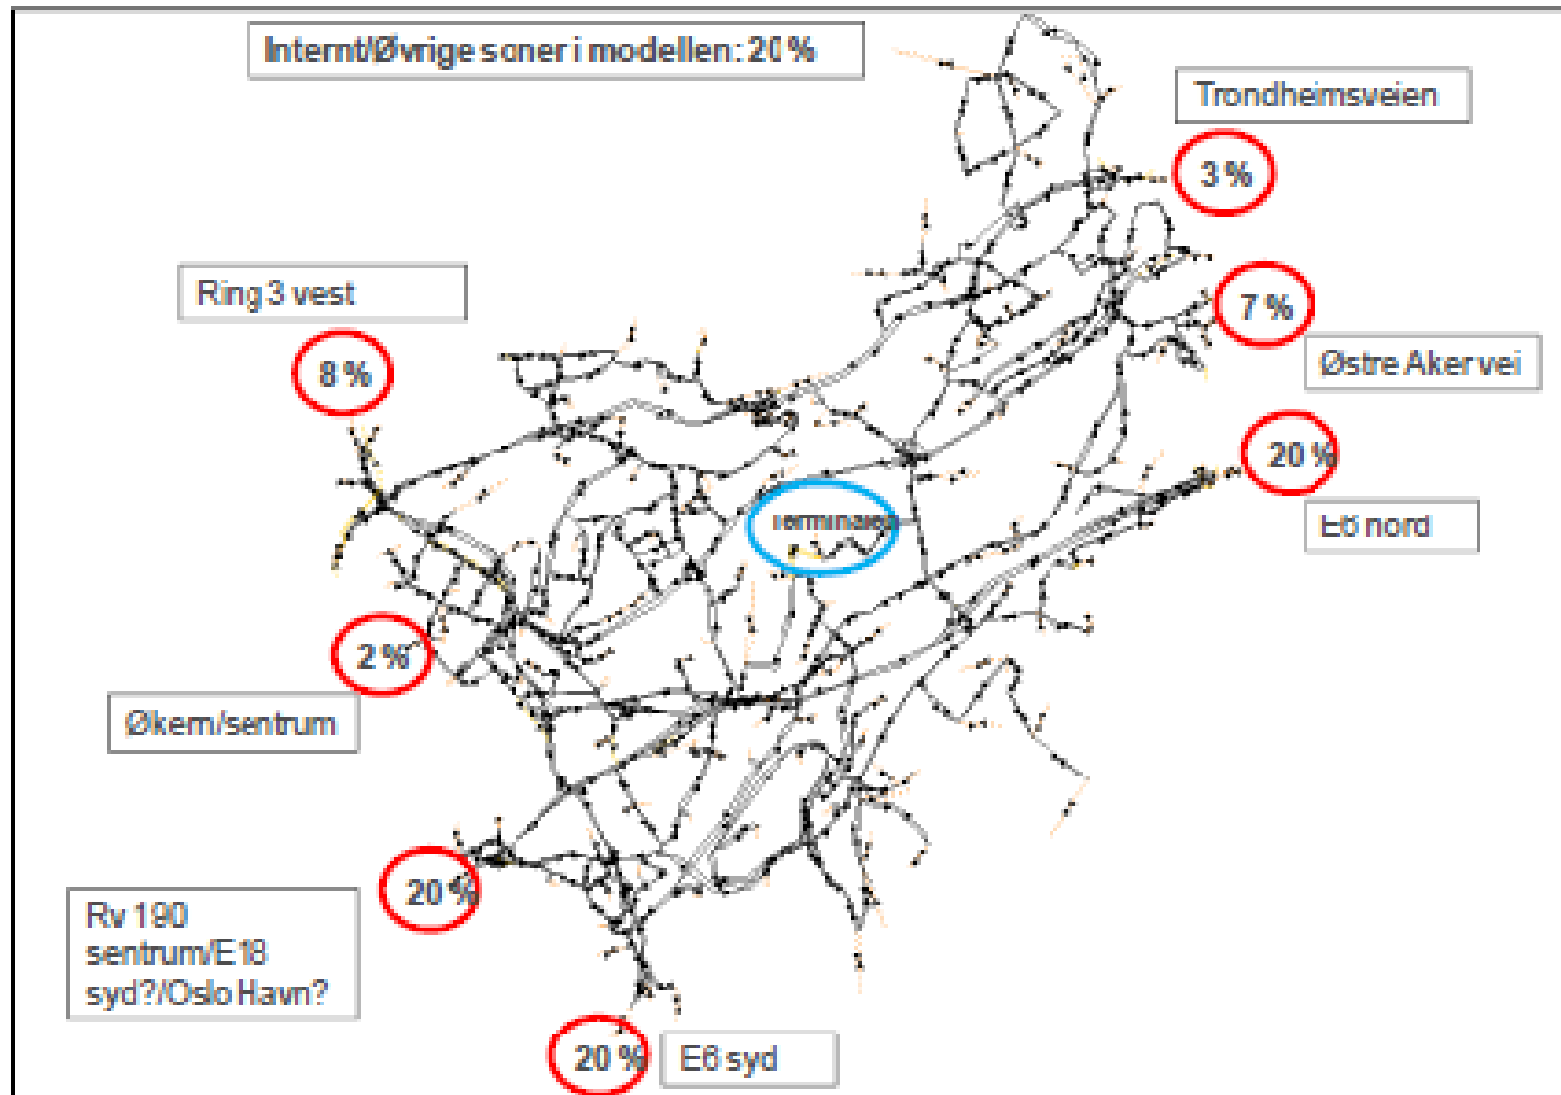 Internt/Øvrige soner i modellen: 20 %
Trondheimsveien
3 %
Ring 3 vest
7 %
8 %
Østre Aker vei
20 %
Terminalen
E6 nord
2 %
Økern/sentrum
20 %
Rv 190
sentrum/E18
syd?/Oslo Havn?
20 %
E6 syd